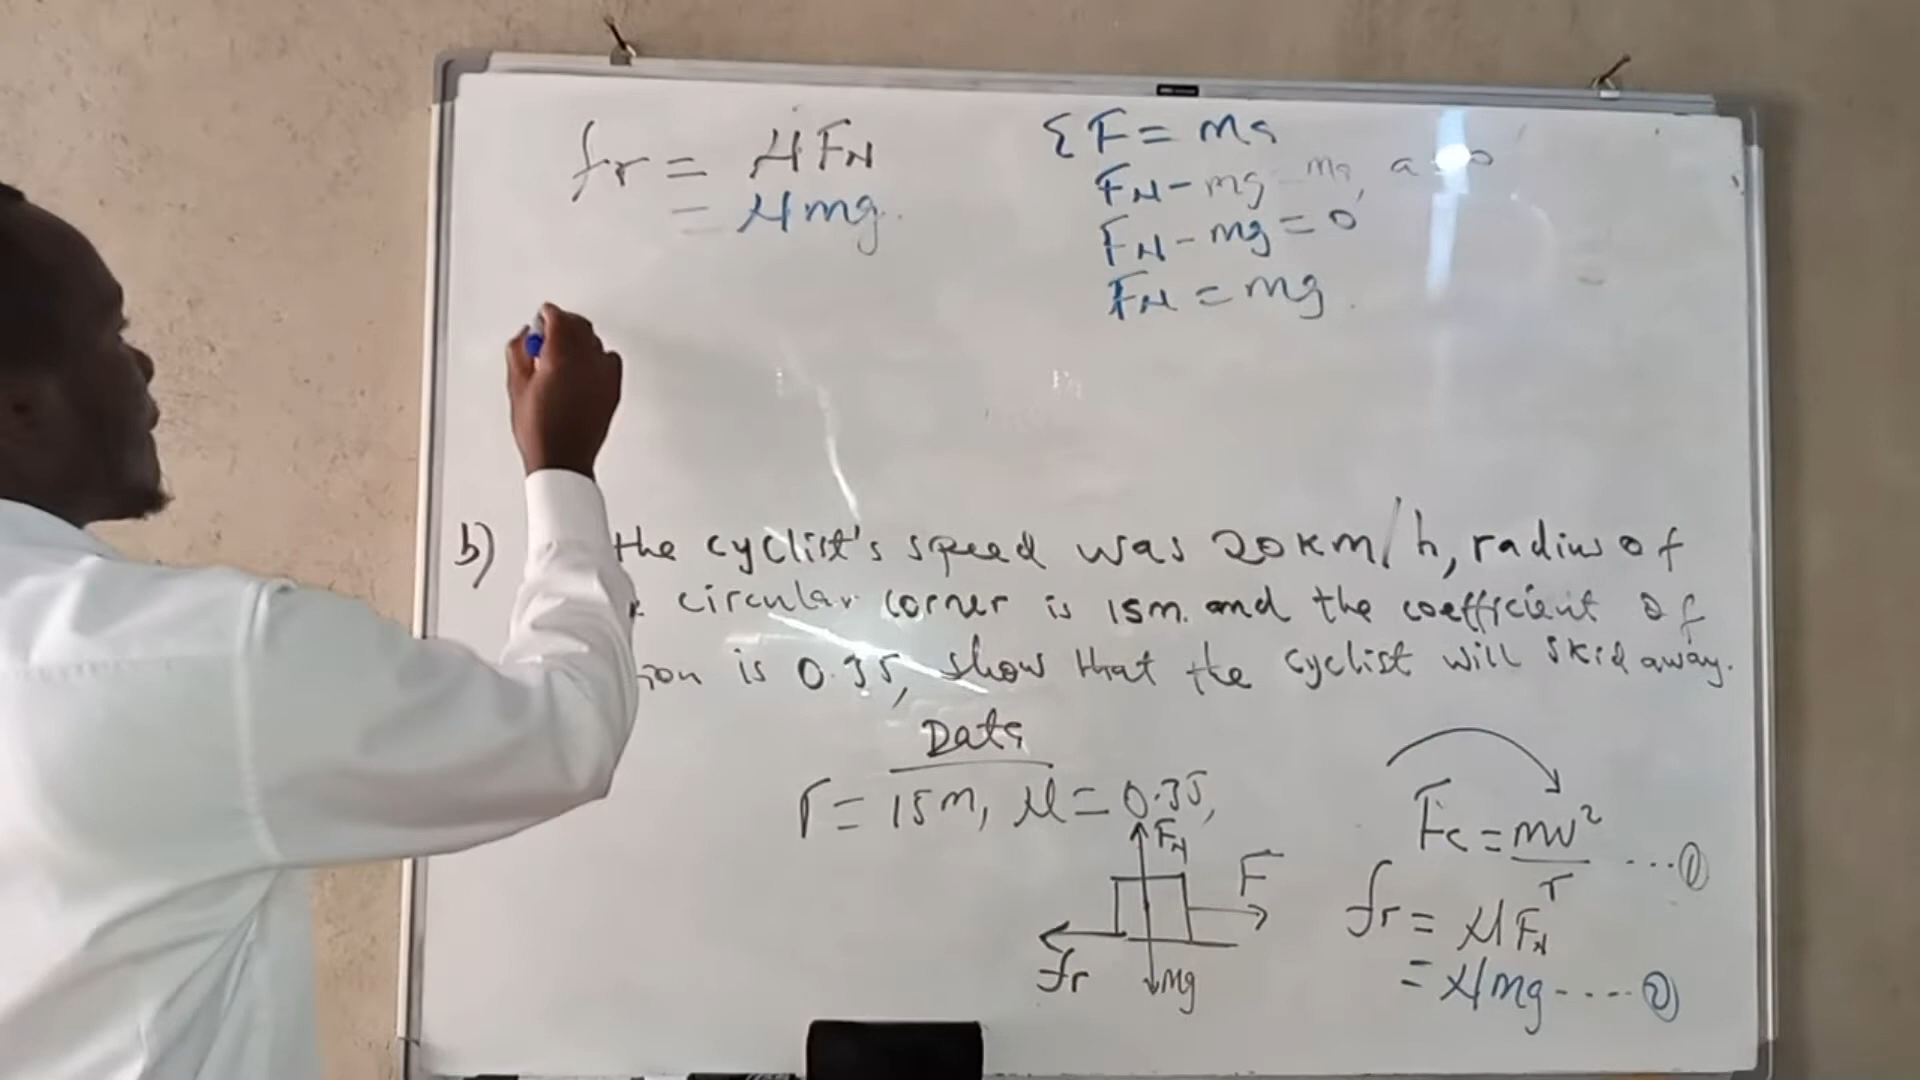 fr = μFN
= μmg.
ΣF = ma
FN - mg = ma, a = 0
FN - mg = 0
FN = mg.
b) the cyclist's speed was 20km/h, radius of
circular corner is 15m. and the coefficient of
is 0.35, show that the cyclist will skid away.
Data
r = 15m, μ = 0.35,
FN
F
fr
mg
Fc = mv²/r ....①
fr = μFN
= μmg ....②